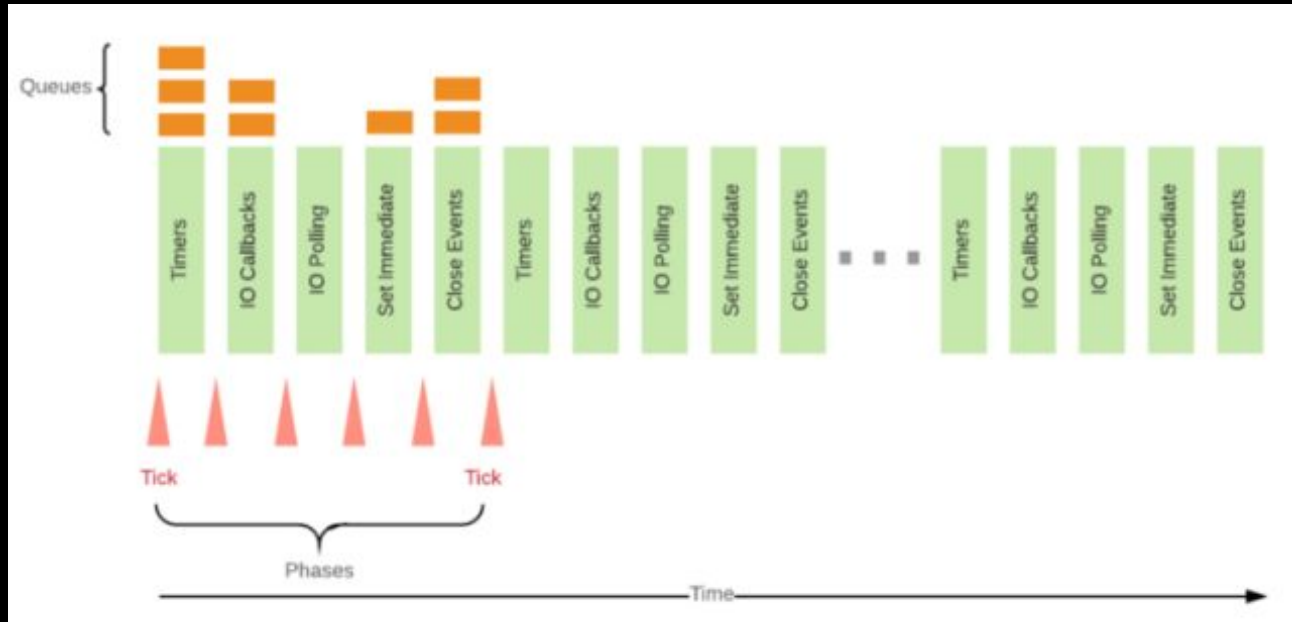 Queues
Timers
IO Callbacks
IO Polling
Set Immediate
Close Events
Timers
IO Callbacks
IO Polling
Set Immediate
Close Events
Timers
IO Callbacks
IO Polling
Set Immediate
Close Events
Tick
Tick
Phases
Time